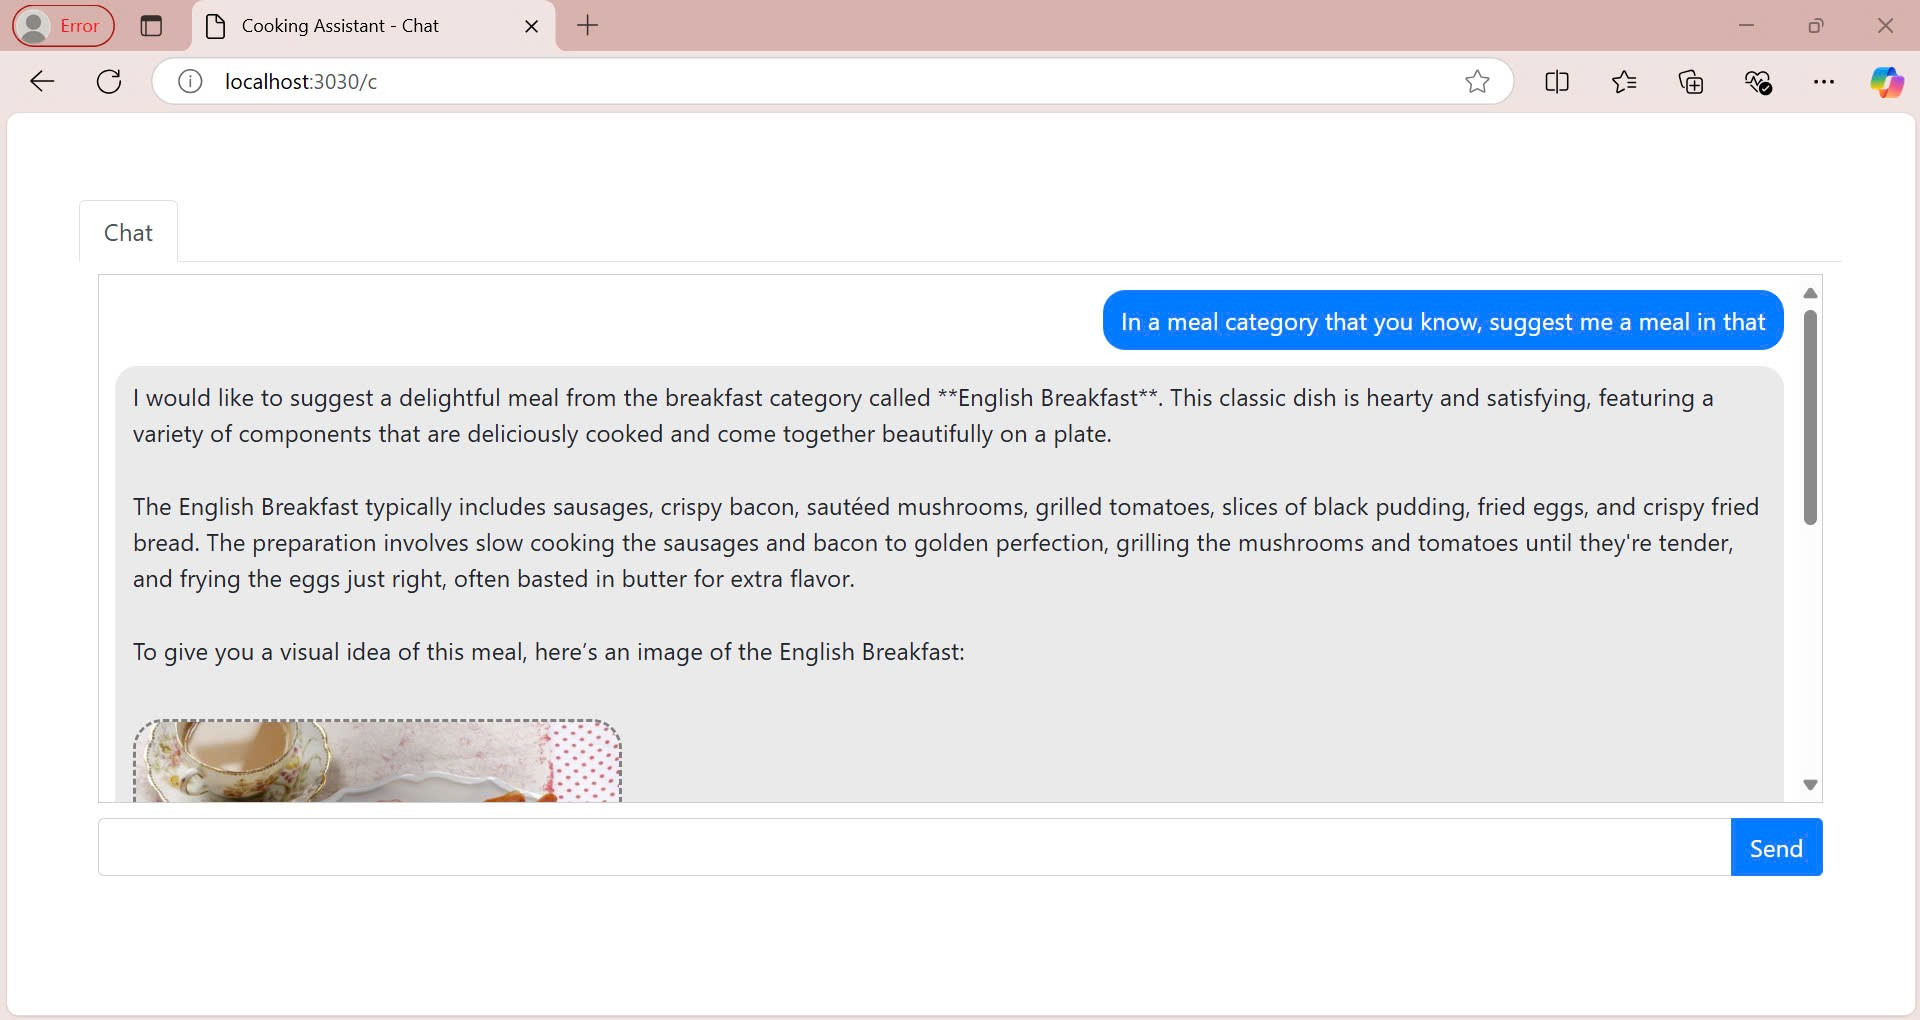 Error
Cooking Assistant - Chat
localhost:3030/c
Chat
In a meal category that you know, suggest me a meal in that
I would like to suggest a delightful meal from the breakfast category called **English Breakfast**. This classic dish is hearty and satisfying, featuring a
variety of components that are deliciously cooked and come together beautifully on a plate.
The English Breakfast typically includes sausages, crispy bacon, sautéed mushrooms, grilled tomatoes, slices of black pudding, fried eggs, and crispy fried
bread. The preparation involves slow cooking the sausages and bacon to golden perfection, grilling the mushrooms and tomatoes until they're tender,
and frying the eggs just right, often basted in butter for extra flavor.
To give you a visual idea of this meal, here’s an image of the English Breakfast:
Send